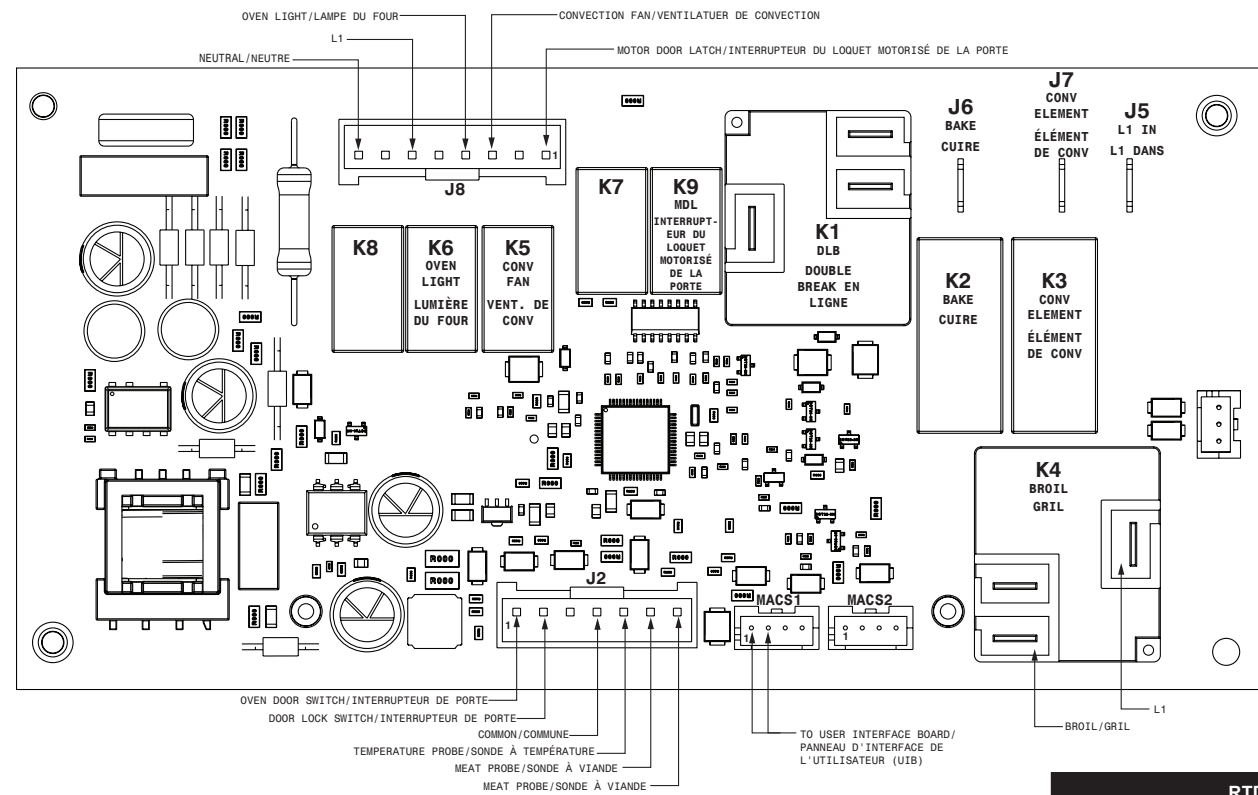 OVEN LIGHT/LAMPE DU FOUR
CONVECTION FAN/VENTILATUER DE CONVECTION
L1
MOTOR DOOR LATCH/INTERRUPTEUR DU LOQUET MOTORISÉ DE LA PORTE
NEUTRAL/NEUTRE
1
J8
J6
BAKE
CUIRE
J7
CONV
ELEMENT
ÉLÉMENT
DE CONV
J5
L1 IN
L1 DANS
K8
K6
OVEN
LIGHT
LUMIÈRE
DU FOUR
K5
CONV
FAN
VENT. DE
CONV
K7
K9
MDL
INTERRUPT-
EUR DU
LOQUET
MOTORISÉ
DE LA
PORTE
K1
DLB
DOUBLE
BREAK EN
LIGNE
K2
BAKE
CUIRE
K3
CONV
ELEMENT
ÉLÉMENT
DE CONV
K4
BROIL
GRIL
R000
R000
J2
1
MACS1
1
MACS2
1
OVEN DOOR SWITCH/INTERRUPTEUR DE PORTE
DOOR LOCK SWITCH/INTERRUPTEUR DE PORTE
COMMON/COMMUNE
TEMPERATURE PROBE/SONDE À TEMPÉRATURE
MEAT PROBE/SONDE À VIANDE
MEAT PROBE/SONDE À VIANDE
TO USER INTERFACE BOARD/
PANNEAU D'INTERFACE DE
L'UTILISATEUR (UIB)
BROIL/GRIL
L1